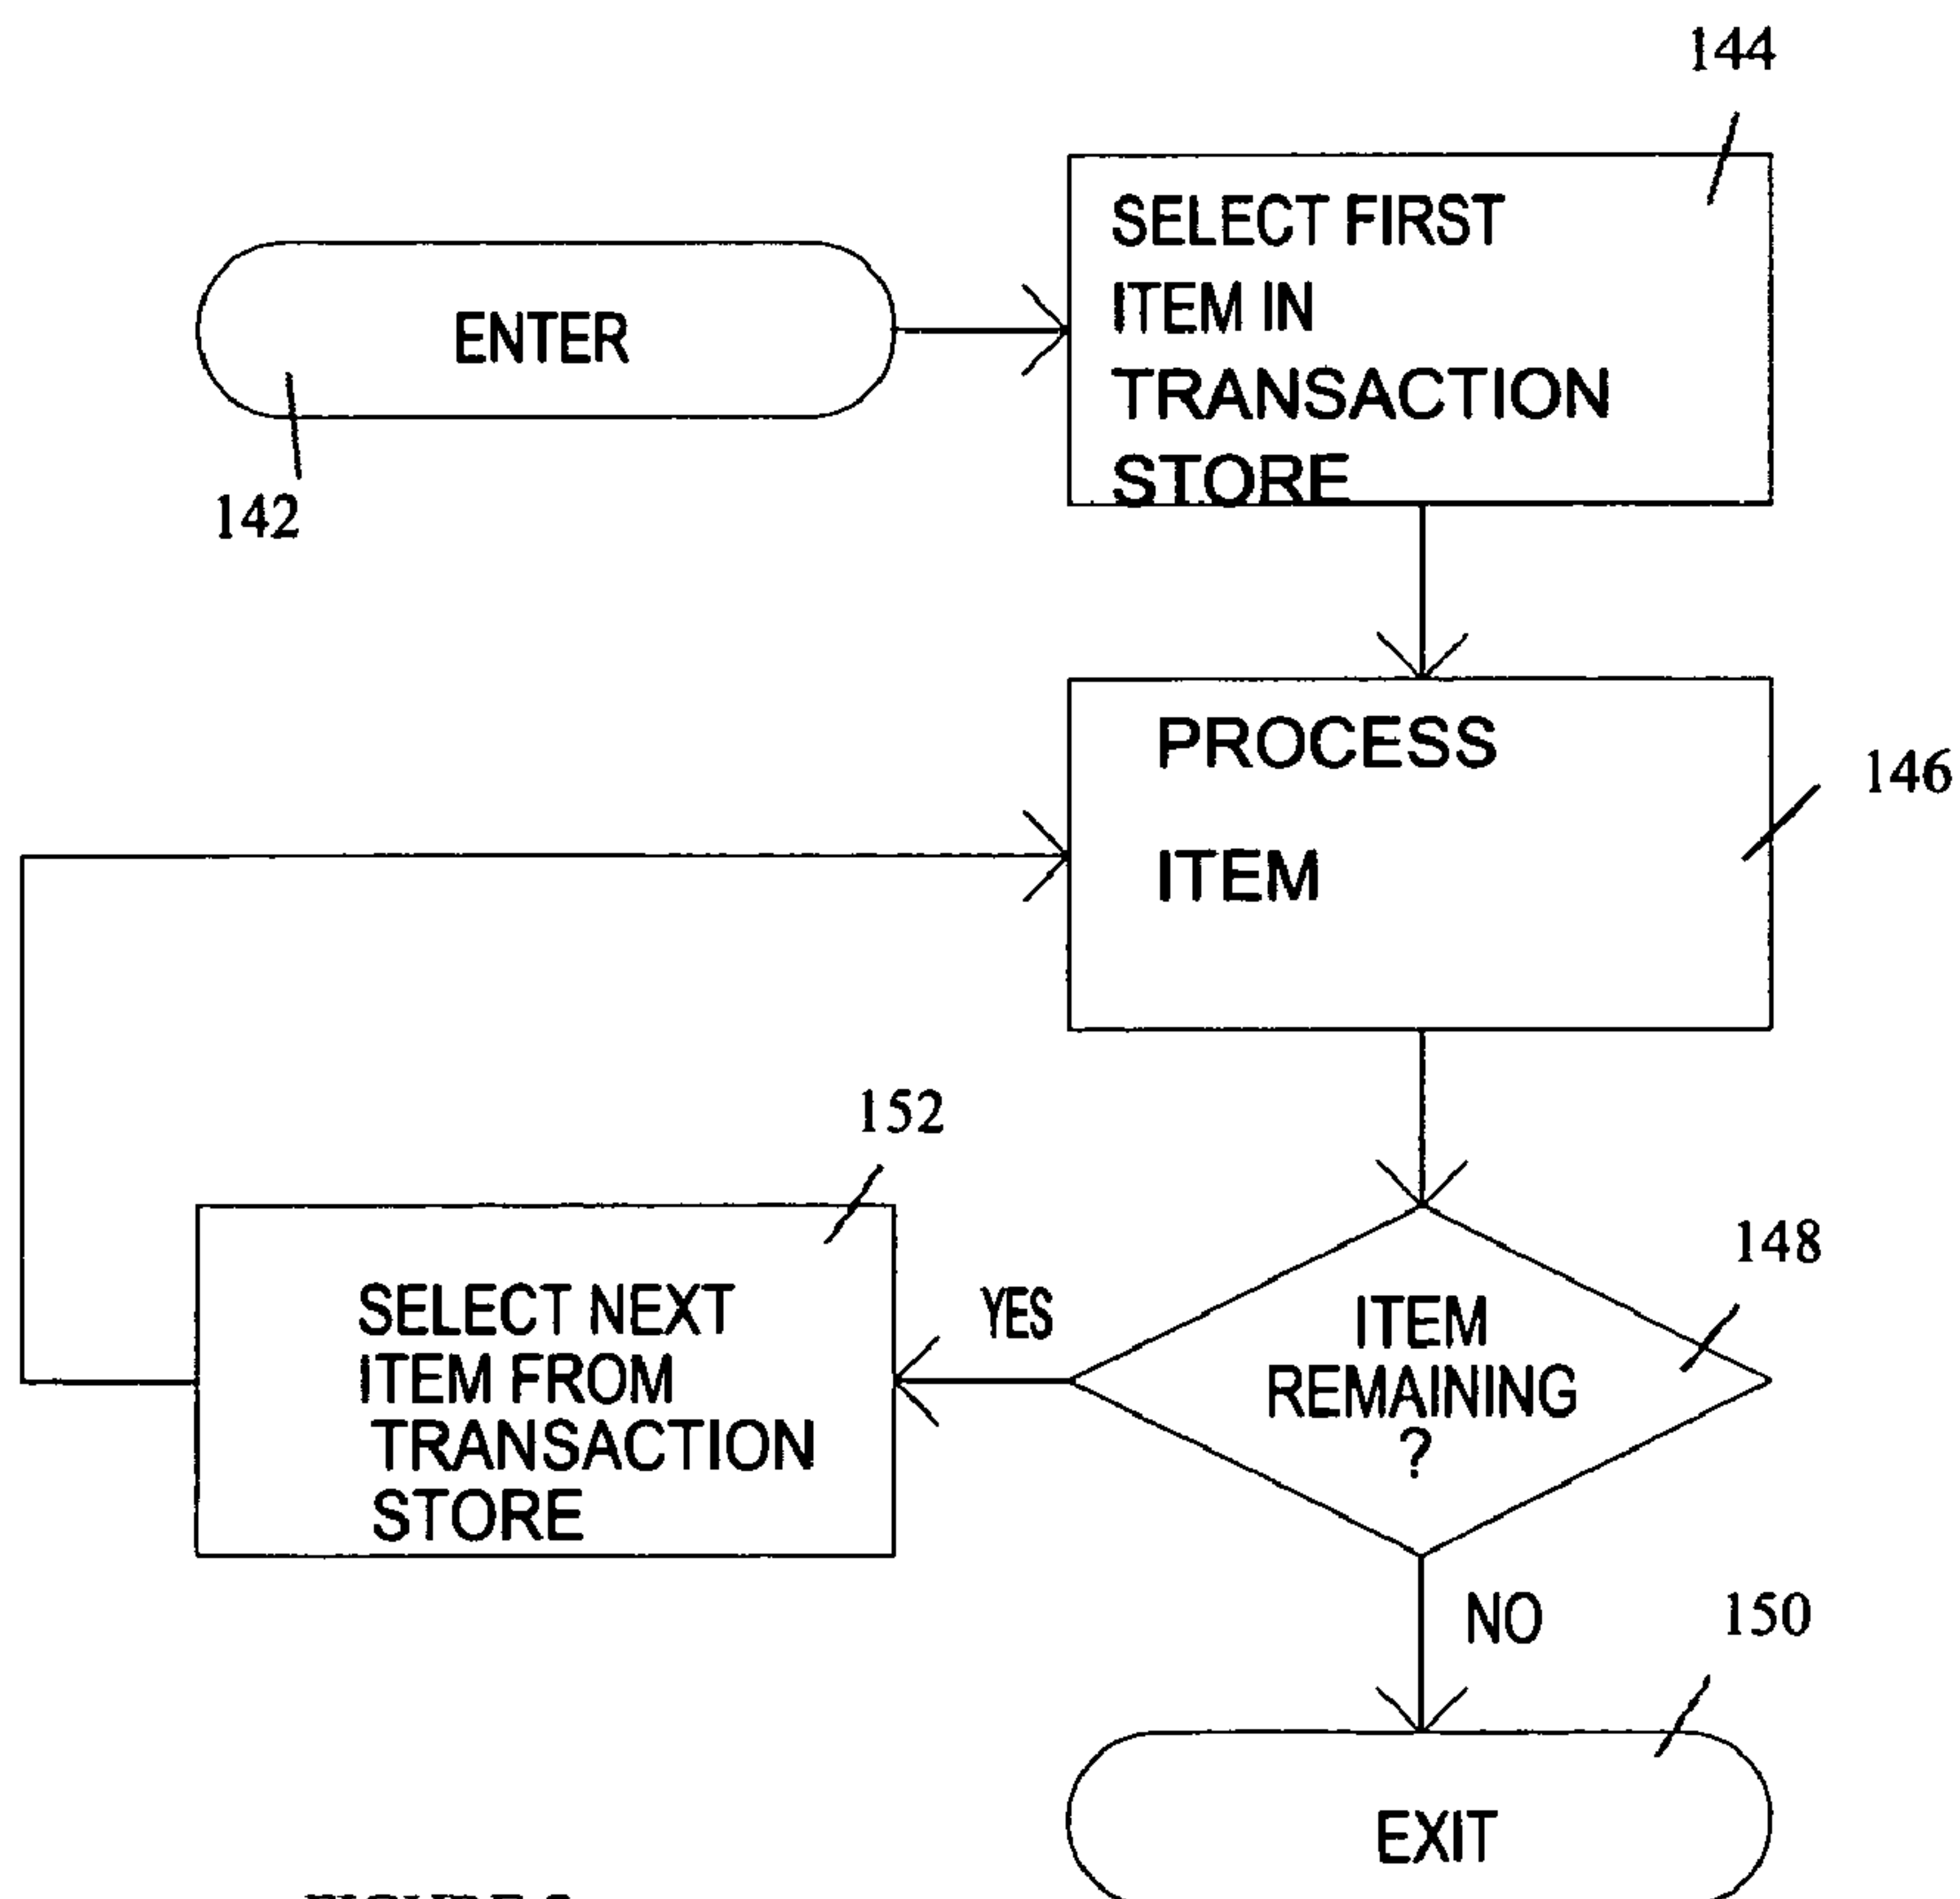 144
SELECT FIRST
ITEM IN
TRANSACTION
STORE
ENTER
142
PROCESS
ITEM
146
152
148
SELECT NEXT
ITEM FROM
TRANSACTION
STORE
YES
ITEM
REMAINING
?
NO
150
EXIT